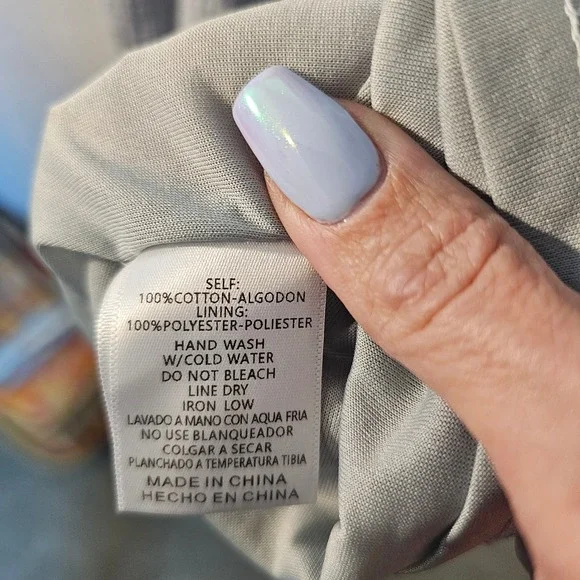 SELF:
100%COTTON-ALGODON
LINING:
100%POLYESTER-POLIESTER
HAND WASH
W/COLD WATER
DO NOT BLEACH
LINE DRY
IRON LOW
LAVADO A MANO CON AQUA FRIA
NO USE BLANQUEADOR
COLGAR A SECAR
PLANCHADO A TEMPERATURA TIBIA
MADE IN CHINA
HECHO EN CHINA